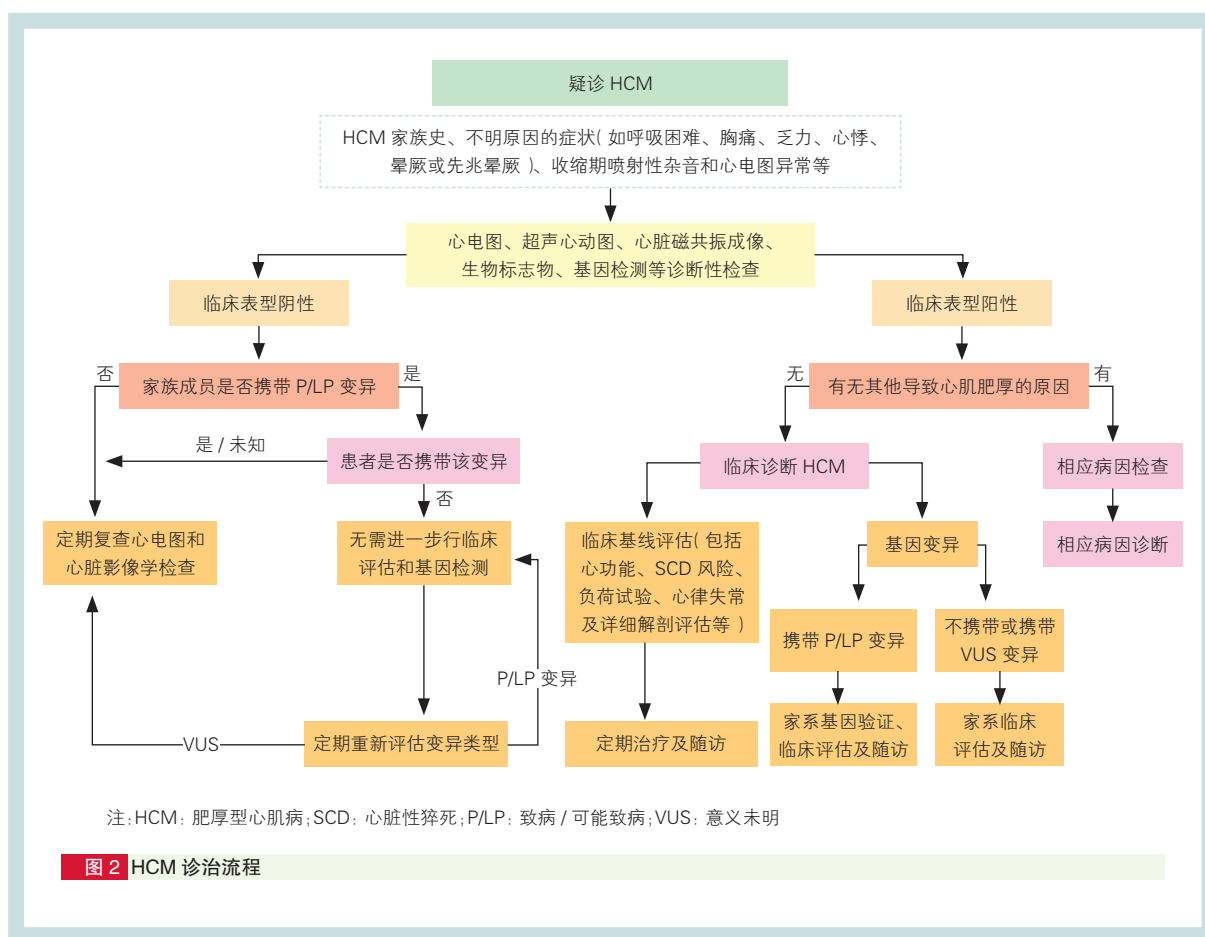 疑诊 HCM
HCM 家族史、不明原因的症状( 如呼吸困难、胸痛、乏力、心悸、
晕厥或先兆晕厥 )、收缩期喷射性杂音和心电图异常等
心电图、超声心动图、心脏磁共振成像、
生物标志物、基因检测等诊断性检查
临床表型阴性
临床表型阳性
否
家族成员是否携带 P/LP 变异
是
无
有无其他导致心肌肥厚的原因
有
是 / 未知
患者是否携带该变异
临床诊断 HCM
相应病因检查
否
定期复查心电图和
心脏影像学检查
无需进一步行临床
评估和基因检测
临床基线评估( 包括
心功能、SCD 风险、
负荷试验、心律失常
及详细解剖评估等 )
基因变异
相应病因诊断
携带 P/LP 变异
不携带或携带
VUS 变异
P/LP 变异
VUS
定期重新评估变异类型
定期治疗及随访
家系基因验证、
临床评估及随访
家系临床
评估及随访
注:HCM: 肥厚型心肌病;SCD: 心脏性猝死;P/LP: 致病 / 可能致病;VUS: 意义未明
图 2 HCM 诊治流程